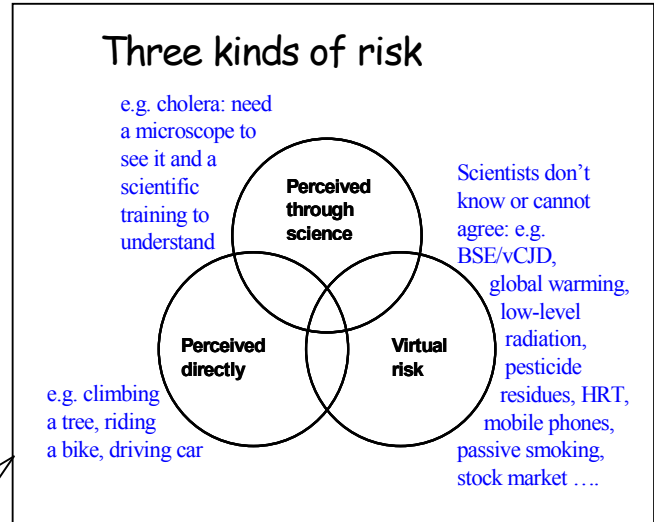 Three kinds of risk
e.g. cholera: need
a microscope to
see it and a
scientific
training to
understand
Perceived
through
science
Scientists don’t
know or cannot
agree: e.g.
BSE/vCJD,
global warming,
low-level
radiation,
pesticide
residues, HRT,
mobile phones,
passive smoking,
stock market ….
Perceived
directly
Virtual
risk
e.g. climbing
a tree, riding
a bike, driving car